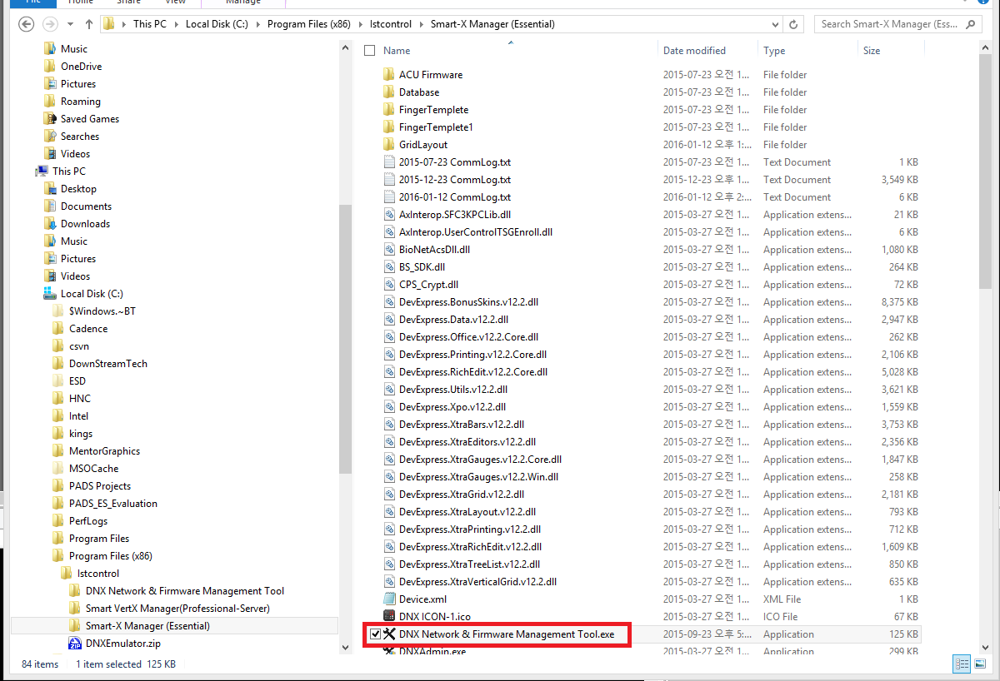 File Home Share View Manage
This PC Local Disk (C:) Program Files (x86) Istcontrol Smart-X Manager (Essential) Search Smart-X Manager (Ess...
Music
OneDrive
Pictures
Roaming
Saved Games
Searches
Videos
This PC
Desktop
Documents
Downloads
Music
Pictures
Videos
Local Disk (C:)
$Windows.~BT
Cadence
csvn
DownStreamTech
ESD
HNC
Intel
kings
MentorGraphics
MSOCache
PADS Projects
PADS_ES_Evaluation
PerfLogs
Program Files
Program Files (x86)
Istcontrol
DNX Network & Firmware Management Tool
Smart VertX Manager(Professional-Server)
Smart-X Manager (Essential)
ZIP DNXEmulator.zip
Name Date modified Type Size
ACU Firmware 2015-07-23 오전 1... File folder
Database 2015-07-23 오전 1... File folder
FingerTemplete 2015-07-23 오전 1... File folder
FingerTemplete1 2015-07-23 오전 1... File folder
GridLayout 2016-01-12 오후 1:... File folder
2015-07-23 CommLog.txt 2015-07-23 오전 1... Text Document 1 KB
2015-12-23 CommLog.txt 2015-12-23 오후 1... Text Document 3,549 KB
2016-01-12 CommLog.txt 2016-01-12 오후 2:... Text Document 6 KB
AxInterop.SFC3KPCLib.dll 2015-03-27 오전 1... Application extens... 21 KB
AxInterop.UserControlTSGEnroll.dll 2015-03-27 오전 1... Application extens... 6 KB
BioNetAcsDll.dll 2015-03-27 오전 1... Application extens... 1,080 KB
BS_SDK.dll 2015-03-27 오전 1... Application extens... 264 KB
CPS_Crypt.dll 2015-03-27 오전 1... Application extens... 72 KB
DevExpress.BonusSkins.v12.2.dll 2015-03-27 오전 1... Application extens... 8,375 KB
DevExpress.Data.v12.2.dll 2015-03-27 오전 1... Application extens... 2,947 KB
DevExpress.Office.v12.2.Core.dll 2015-03-27 오전 1... Application extens... 262 KB
DevExpress.Printing.v12.2.Core.dll 2015-03-27 오전 1... Application extens... 2,106 KB
DevExpress.RichEdit.v12.2.Core.dll 2015-03-27 오전 1... Application extens... 5,028 KB
DevExpress.Utils.v12.2.dll 2015-03-27 오전 1... Application extens... 3,621 KB
DevExpress.Xpo.v12.2.dll 2015-03-27 오전 1... Application extens... 1,559 KB
DevExpress.XtraBars.v12.2.dll 2015-03-27 오전 1... Application extens... 3,753 KB
DevExpress.XtraEditors.v12.2.dll 2015-03-27 오전 1... Application extens... 2,356 KB
DevExpress.XtraGauges.v12.2.Core.dll 2015-03-27 오전 1... Application extens... 1,847 KB
DevExpress.XtraGauges.v12.2.Win.dll 2015-03-27 오전 1... Application extens... 258 KB
DevExpress.XtraGrid.v12.2.dll 2015-03-27 오전 1... Application extens... 2,181 KB
DevExpress.XtraLayout.v12.2.dll 2015-03-27 오전 1... Application extens... 793 KB
DevExpress.XtraPrinting.v12.2.dll 2015-03-27 오전 1... Application extens... 712 KB
DevExpress.XtraRichEdit.v12.2.dll 2015-03-27 오전 1... Application extens... 1,609 KB
DevExpress.XtraTreeList.v12.2.dll 2015-03-27 오전 1... Application extens... 850 KB
DevExpress.XtraVerticalGrid.v12.2.dll 2015-03-27 오전 1... Application extens... 635 KB
Device.xml 2015-03-27 오전 1... XML File 1 KB
DNX ICON-1.ico 2015-03-27 오전 1... ICO File 67 KB
DNX Network & Firmware Management Tool.exe 2015-09-23 오후 5:... Application 125 KB
DNXAdmin.exe 2015-03-27 오전 1... Application 299 KB
84 items 1 item selected 125 KB